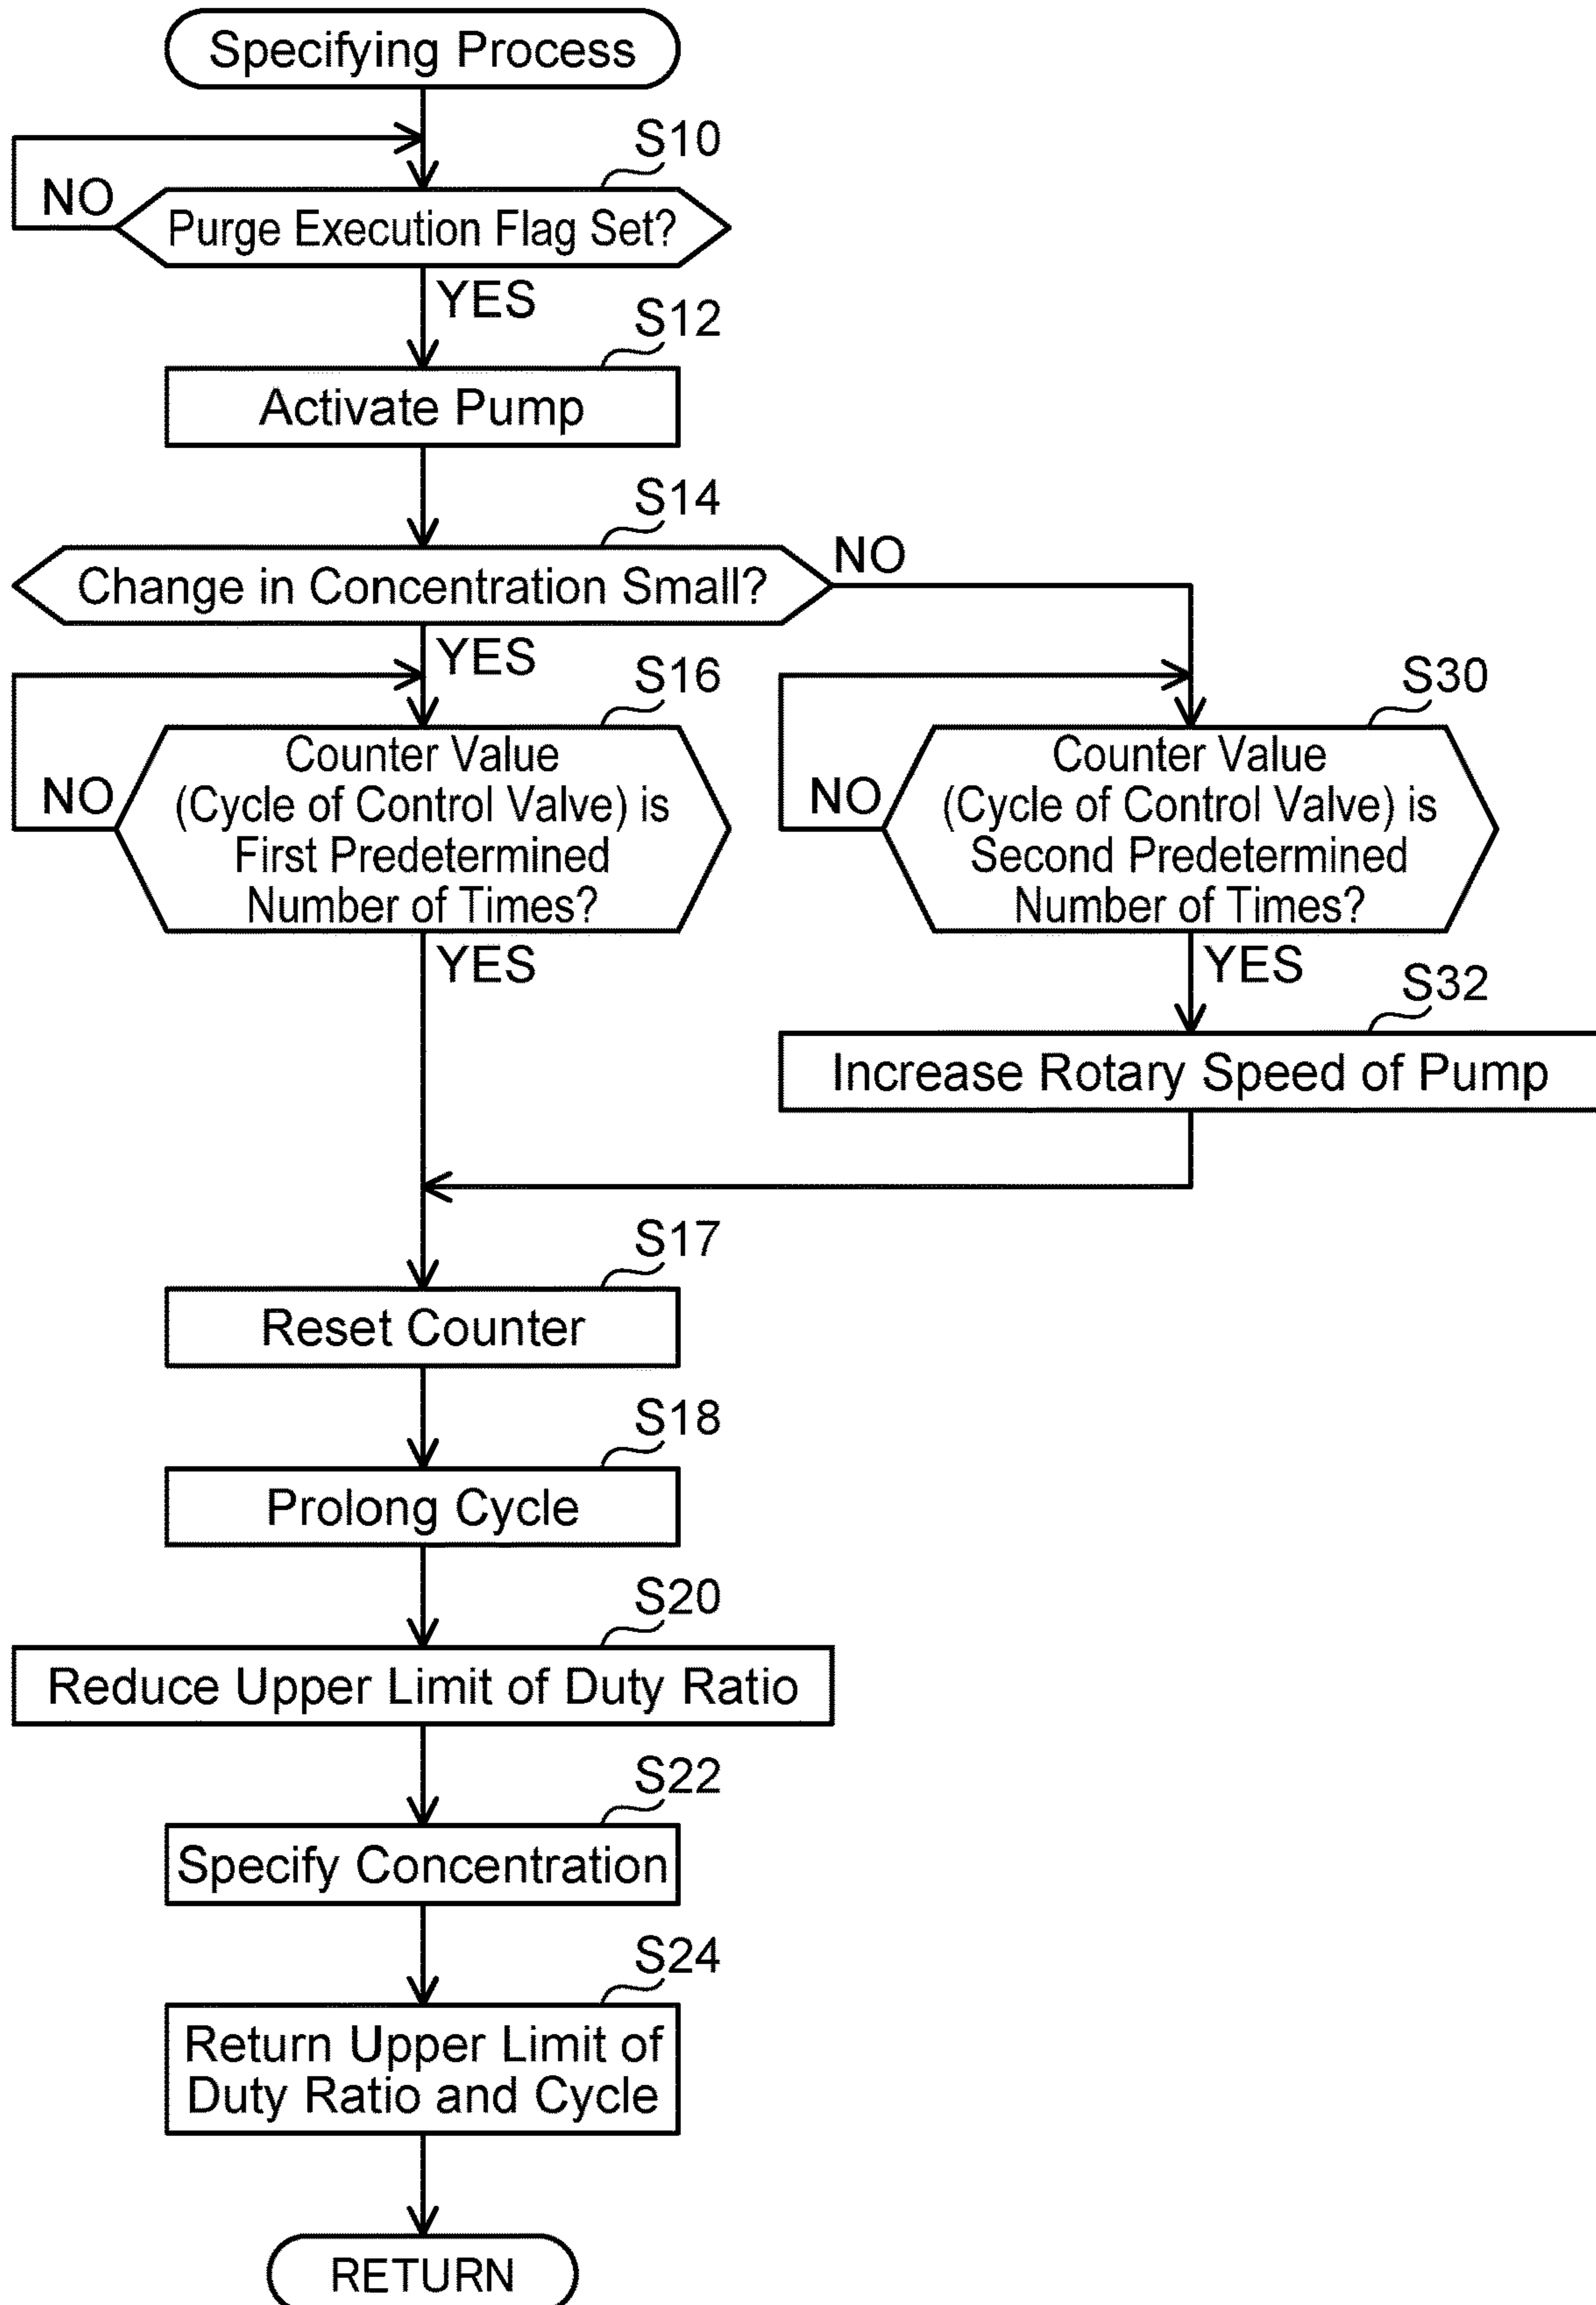 Specifying Process
S10
NO
Purge Execution Flag Set?
YES
S12
Activate Pump
S14
Change in Concentration Small?
NO
YES
S16
NO
Counter Value
(Cycle of Control Valve) is
First Predetermined
Number of Times?
YES
S30
NO
Counter Value
(Cycle of Control Valve) is
Second Predetermined
Number of Times?
YES
S32
Increase Rotary Speed of Pump
S17
Reset Counter
S18
Prolong Cycle
S20
Reduce Upper Limit of Duty Ratio
S22
Specify Concentration
S24
Return Upper Limit of
Duty Ratio and Cycle
RETURN